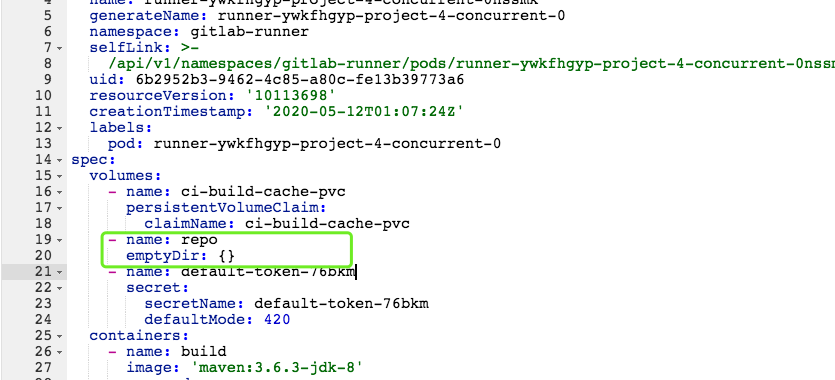 4 name: runner-ywkfhgyp-project-4-concurrent-0nssmk
5 generateName: runner-ywkfhgyp-project-4-concurrent-0
6 namespace: gitlab-runner
7 selfLink: >-
8 /api/v1/namespaces/gitlab-runner/pods/runner-ywkfhgyp-project-4-concurrent-0nssm
9 uid: 6b2952b3-9462-4c85-a80c-fe13b39773a6
10 resourceVersion: '10113698'
11 creationTimestamp: '2020-05-12T01:07:24Z'
12 labels:
13 pod: runner-ywkfhgyp-project-4-concurrent-0
14 spec:
15 volumes:
16 - name: ci-build-cache-pvc
17 persistentVolumeClaim:
18 claimName: ci-build-cache-pvc
19 - name: repo
20 emptyDir: {}
21 - name: default-token-76bkm
22 secret:
23 secretName: default-token-76bkm
24 defaultMode: 420
25 containers:
26 - name: build
27 image: 'maven:3.6.3-jdk-8'